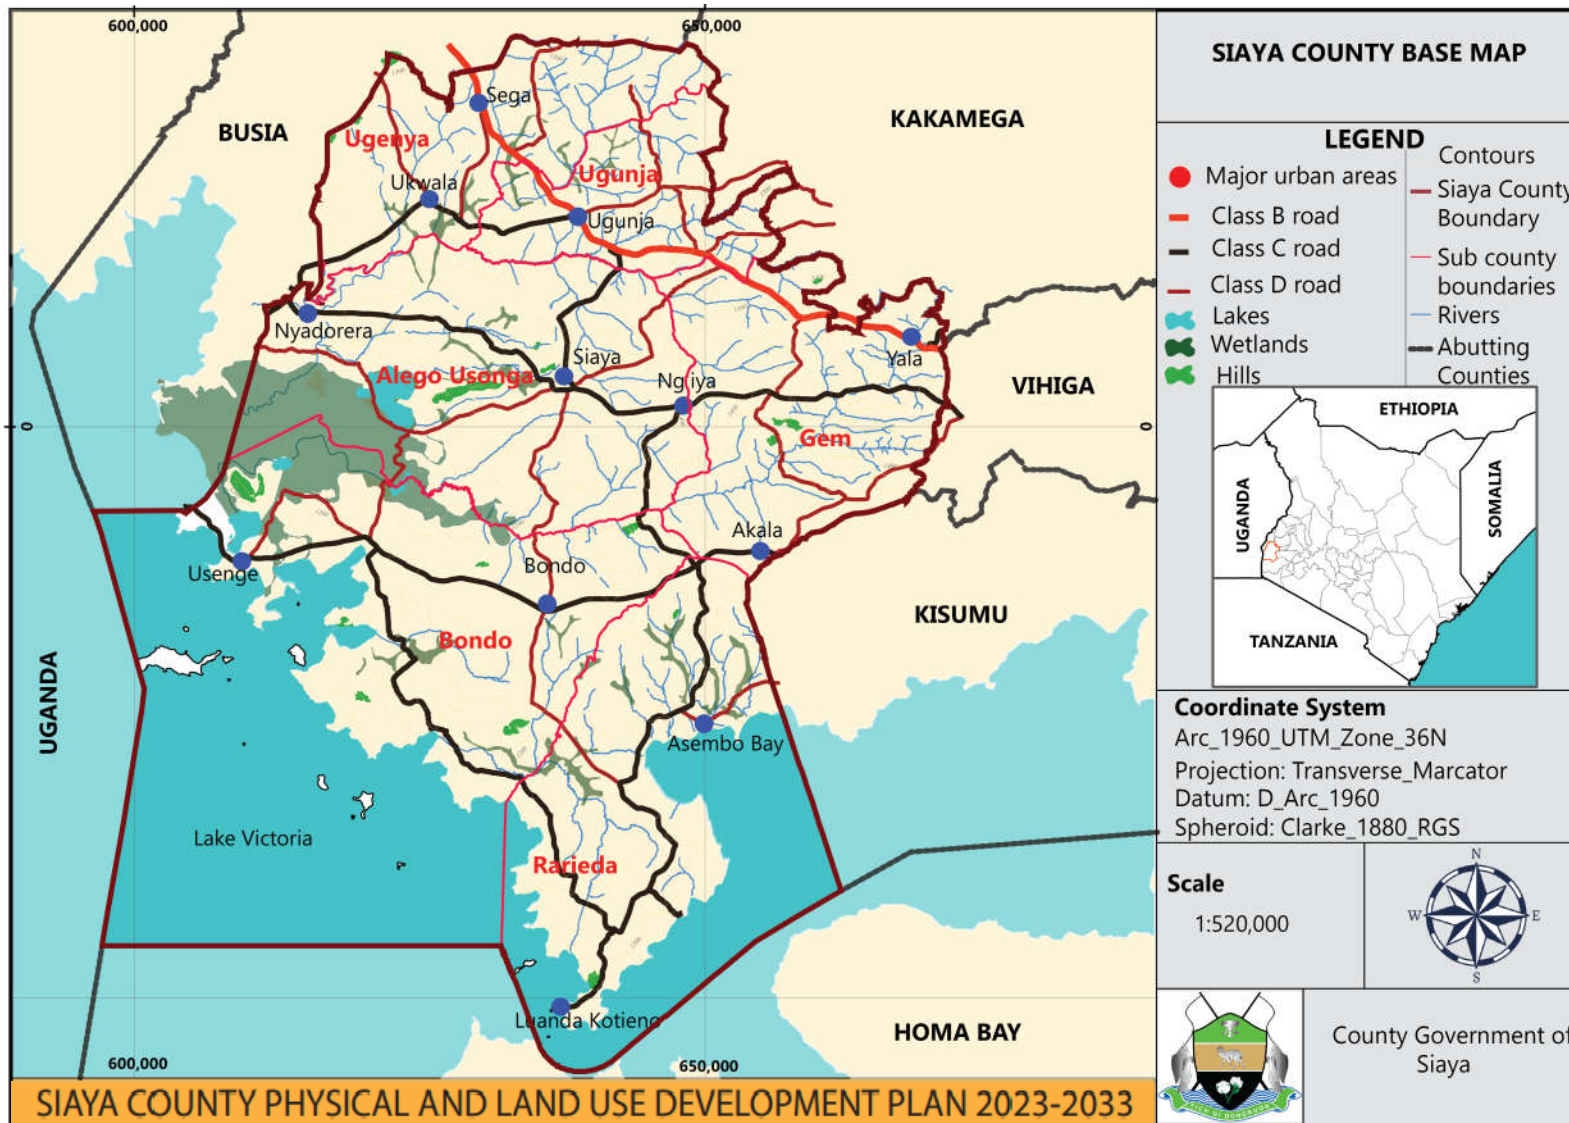 600,000
650,000
SIAYA COUNTY BASE MAP
BUSIA
KAKAMEGA
Sega
Ugenya
Ugunja
Ukwala
Ugunja
LEGEND
Major urban areas
Class B road
Class C road
Class D road
Lakes
Wetlands
Hills
Contours
Siaya County
Boundary
Sub county
boundaries
Rivers
Abutting
Counties
Nyadorera
Siaya
Yala
Alego Usonga
Ng'iya
VIHIGA
Gem
0
0
ETHIOPIA
UGANDA
SOMALIA
TANZANIA
Akala
Usenge
Bondo
KISUMU
Bondo
UGANDA
Asembo Bay
Lake Victoria
Rarieda
Luanda Kotieno
HOMA BAY
Coordinate System
Arc_1960_UTM_Zone_36N
Projection: Transverse_Marcator
Datum: D_Arc_1960
Spheroid: Clarke_1880_RGS
Scale
1:520,000
N
W
E
S
600,000
650,000
County Government of
Siaya
SIAYA COUNTY PHYSICAL AND LAND USE DEVELOPMENT PLAN 2023-2033